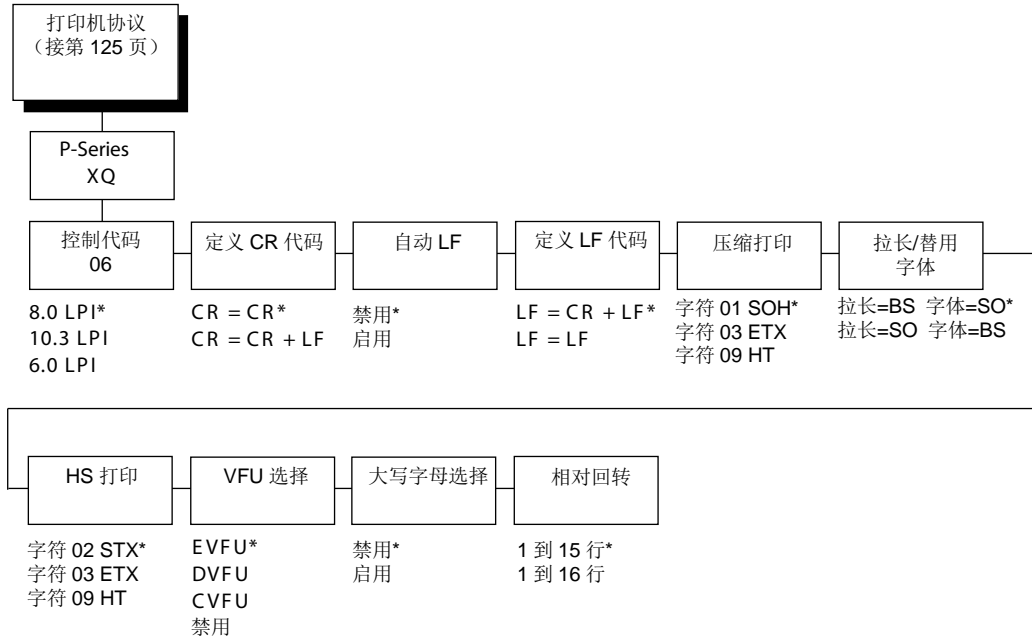 打印机协议
（接第 125 页）
P-Series
XQ
控制代码
06
8.0 LPI*
10.3 LPI
6.0 LPI
定义 CR 代码
CR = CR*
CR = CR + LF
自动 LF
禁用*
启用
定义 LF 代码
LF = CR + LF*
LF = LF
压缩打印
字符 01 SOH*
字符 03 ETX
字符 09 HT
拉长/替用
字体
拉长=BS 字体=SO*
拉长=SO 字体=BS
HS 打印
字符 02 STX*
字符 03 ETX
字符 09 HT
VFU 选择
EVFU*
DVFU
CVFU
禁用
大写字母选择
禁用*
启用
相对回转
1 到 15 行*
1 到 16 行